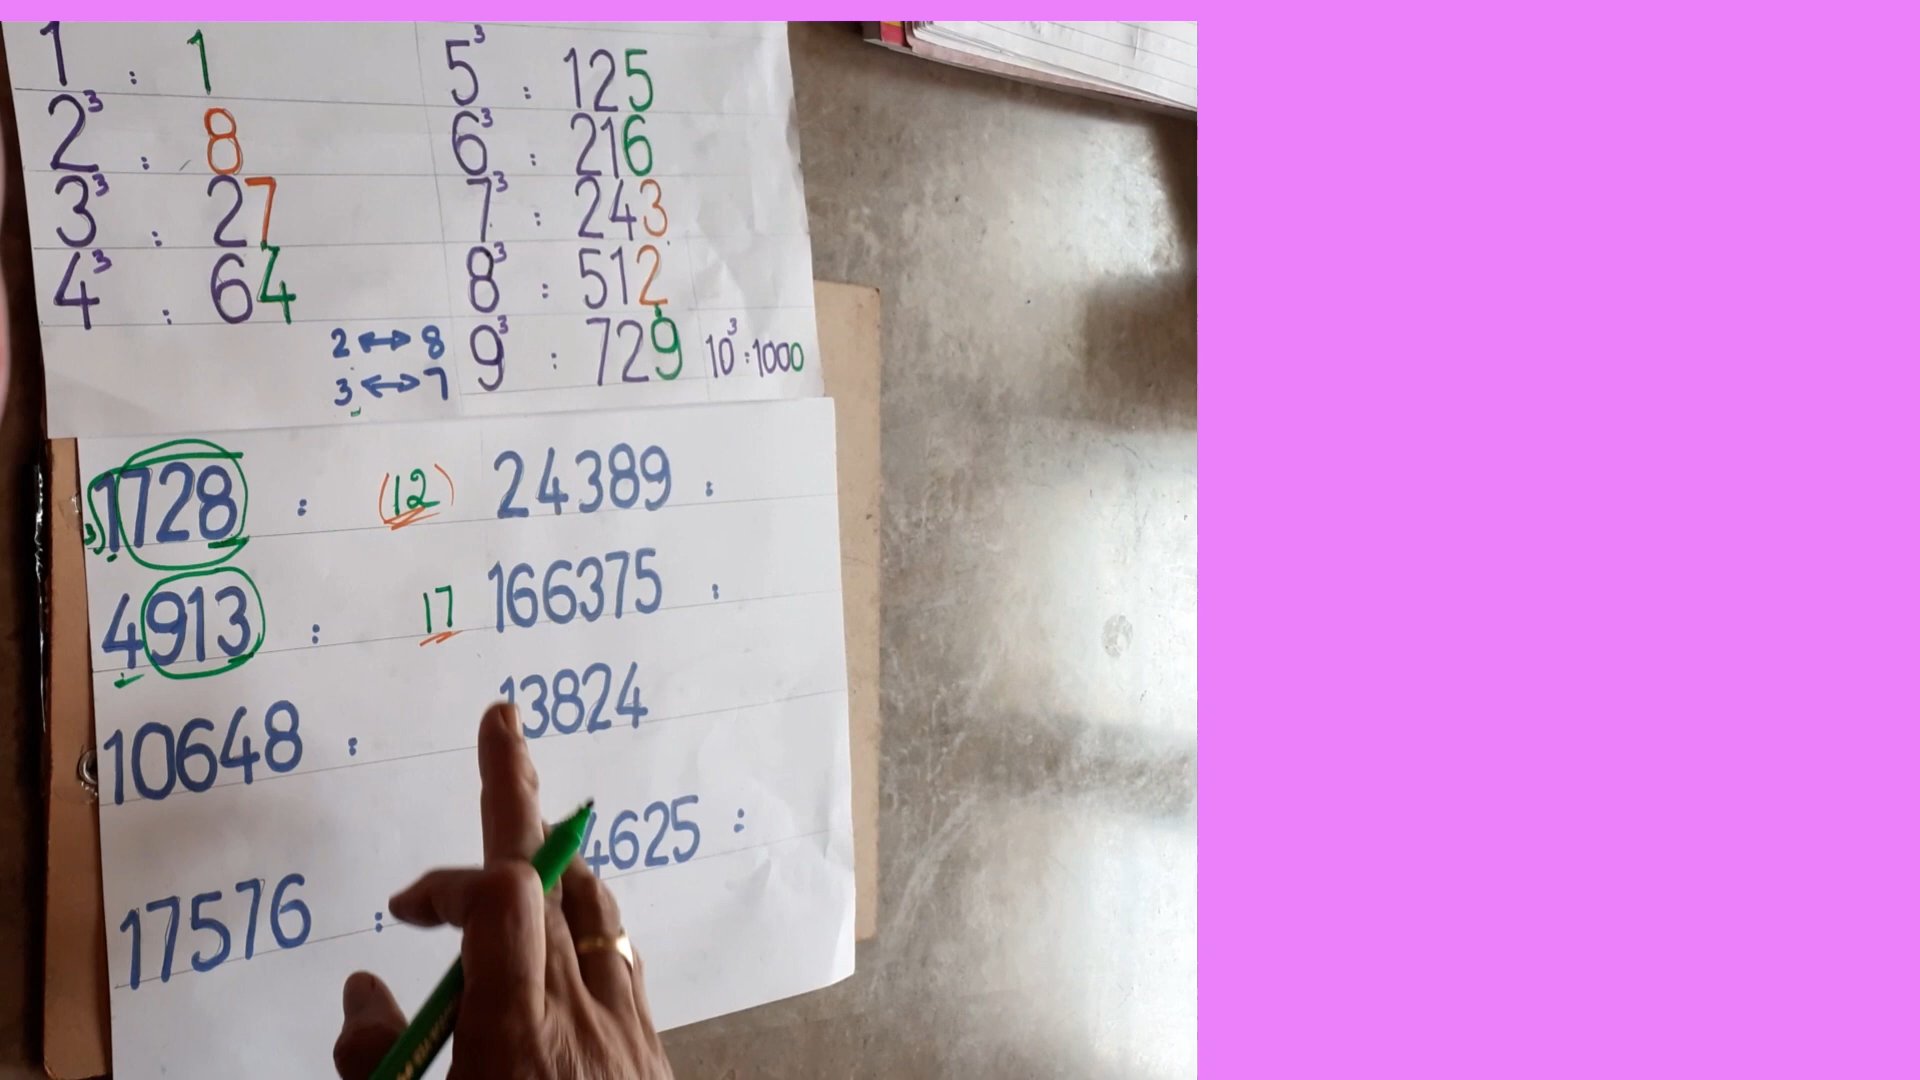 1 : 1
2³ : 8
3³ : 27
4³ : 64
5³ : 125
6³ : 216
7³ : 243
8³ : 512
9³ : 729 10³ : 1000
2 ↔ 8
3 ↔ 7
1728 : (12)
4913 : 17
10648 :
17576 :
24389 :
166375 :
13824
4625 :